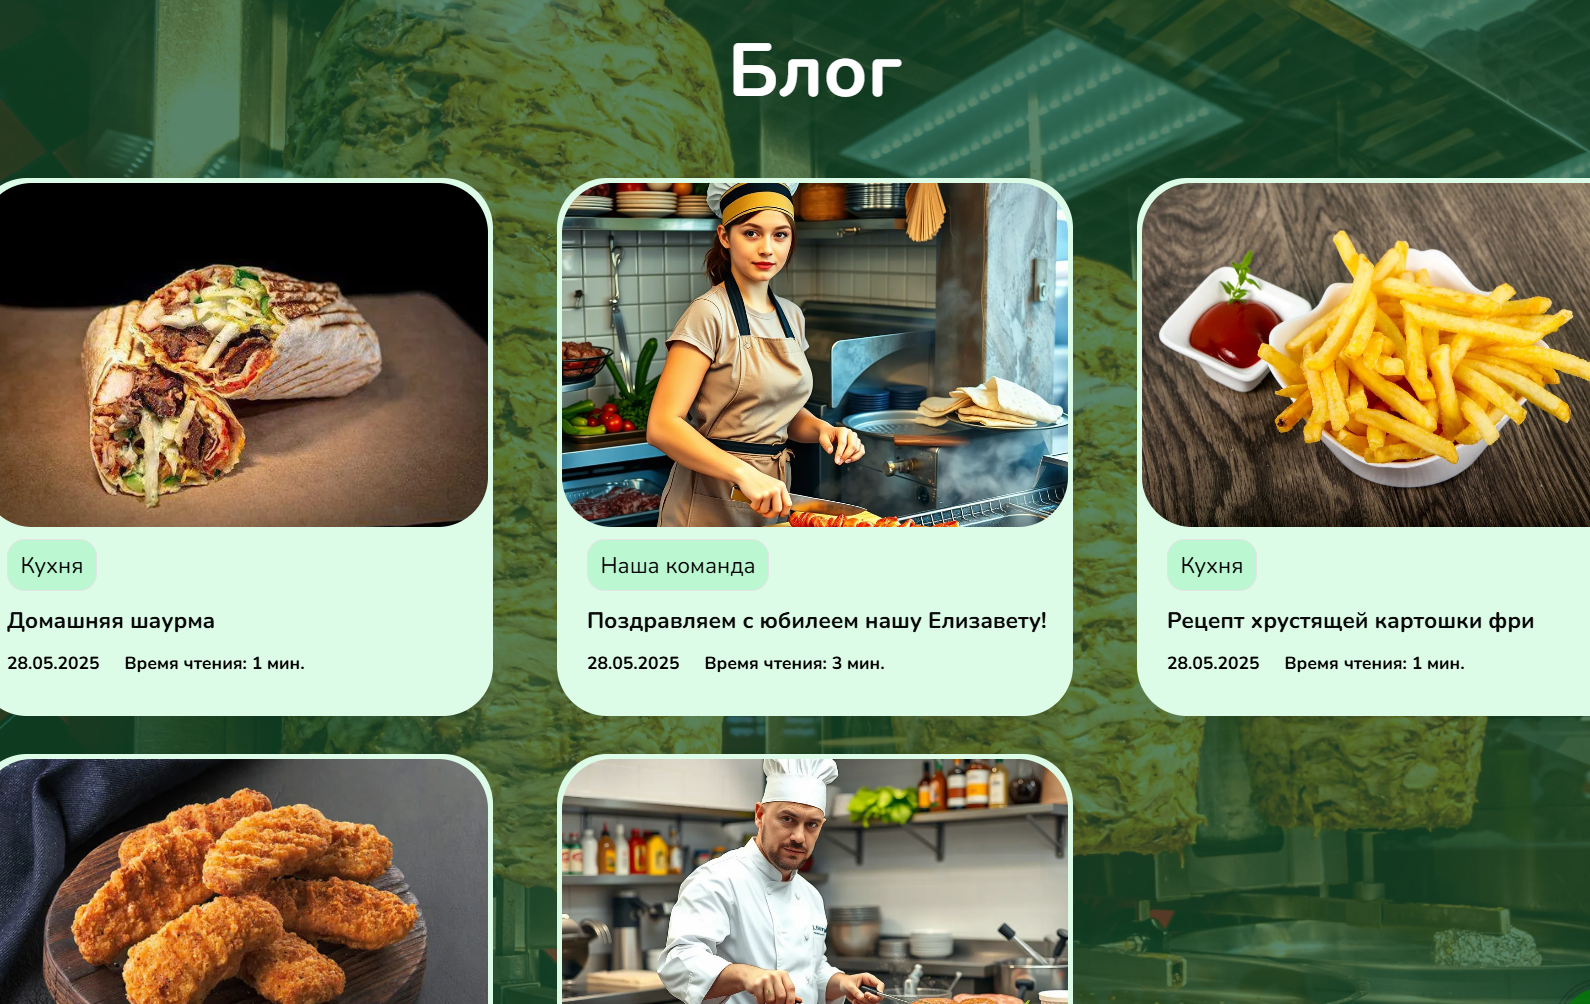 Блог
Кухня
Домашняя шаурма
28.05.2025 Время чтения: 1 мин.
Наша команда
Поздравляем с юбилеем нашу Елизавету!
28.05.2025 Время чтения: 3 мин.
Кухня
Рецепт хрустящей картошки фри
28.05.2025 Время чтения: 1 мин.